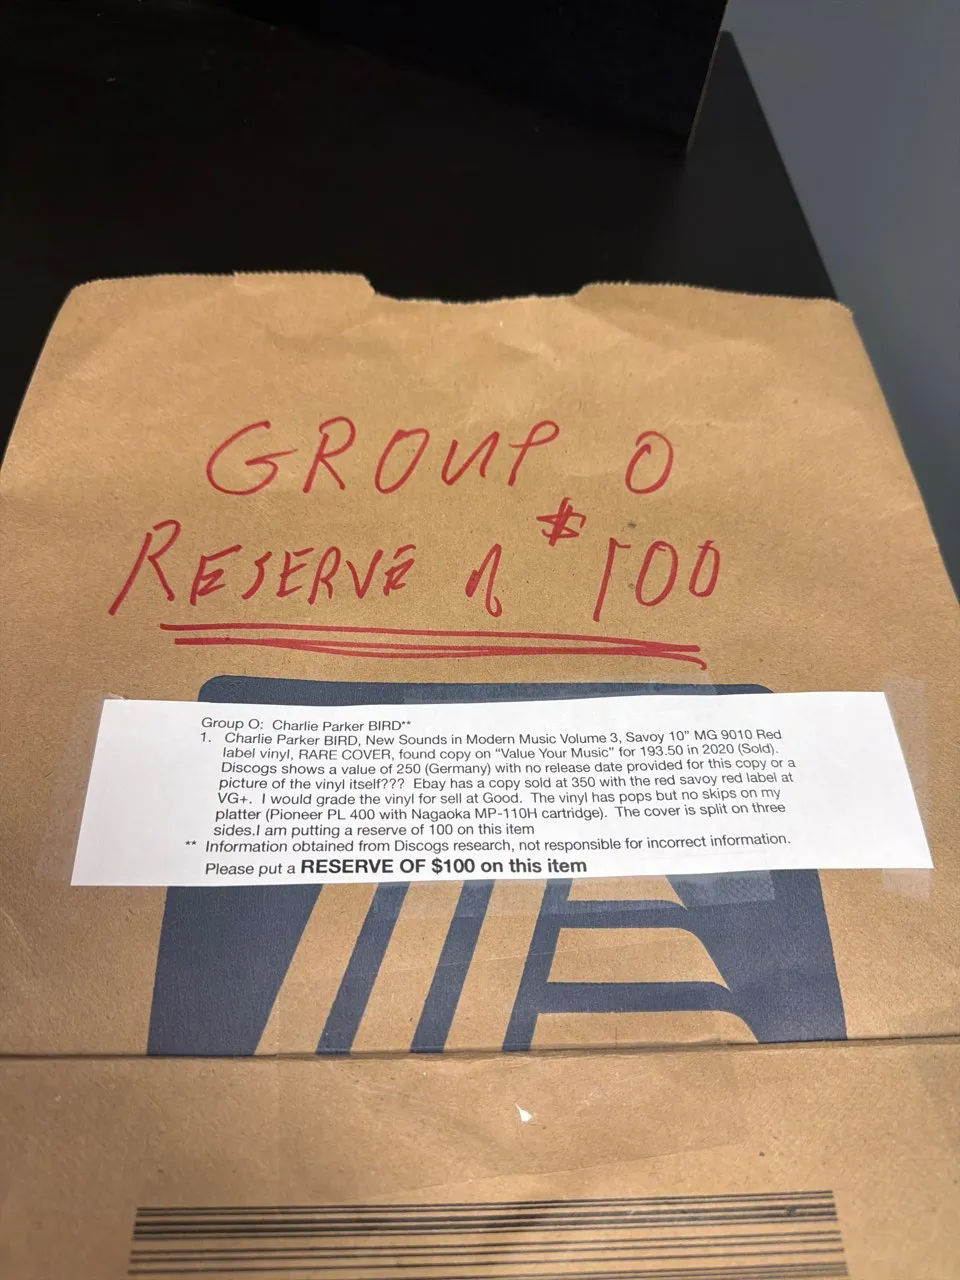 GROUP O
RESERVE of $100
Group O: Charlie Parker BIRD**
1. Charlie Parker BIRD, New Sounds in Modern Music Volume 3, Savoy 10” MG 9010 Red
label vinyl, RARE COVER, found copy on “Value Your Music” for 193.50 in 2020 (Sold).
Discogs shows a value of 250 (Germany) with no release date provided for this copy or a
picture of the vinyl itself??? Ebay has a copy sold at 350 with the red savoy red label at
VG+. I would grade the vinyl for sell at Good. The vinyl has pops but no skips on my
platter (Pioneer PL 400 with Nagaoka MP-110H cartridge). The cover is split on three
sides.I am putting a reserve of 100 on this item
** Information obtained from Discogs research, not responsible for incorrect information.
Please put a RESERVE OF $100 on this item